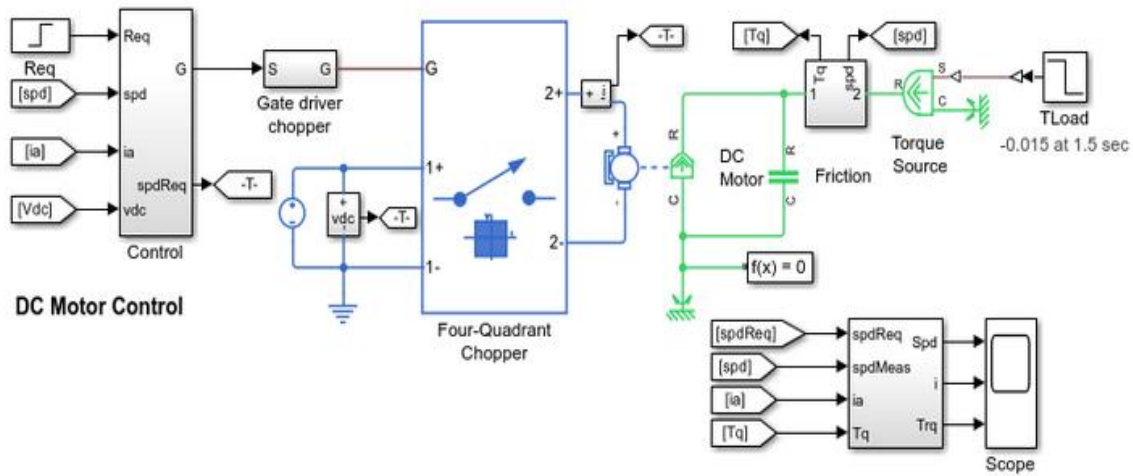 Req
Req
[spd]
spd
[ia]
ia
[Vdc]
vdc
G
spdReq
-T-
Control
S
G
Gate driver
chopper
1+
1-
+
-
+
vdc
-
-T-
G
1+
1-
2+
2-
Four-Quadrant
Chopper
+
i
-T-
+
-
R
C
DC
Motor
R
C
Friction
f(x) = 0
[Tq]
[spd]
Tq
spd
1
2
R
S
C
Torque
Source
TLoad
-0.015 at 1.5 sec
DC Motor Control
[spdReq]
spdReq
[spd]
spdMeas
[ia]
ia
[Tq]
Tq
Spd
i
Trq
Scope